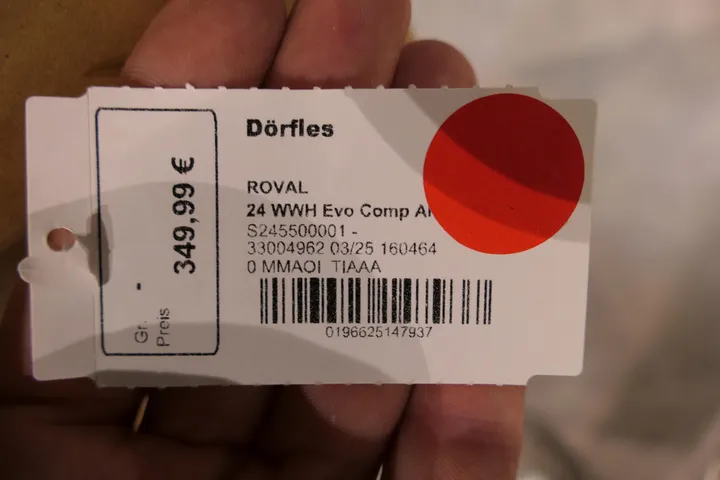 Gr. -
Preis 349,99 €
Dörfles
ROVAL
24 WWH Evo Comp
S245500001 -
33004962 03/25 160464
0 MMAOI TIAAA
0196625147937